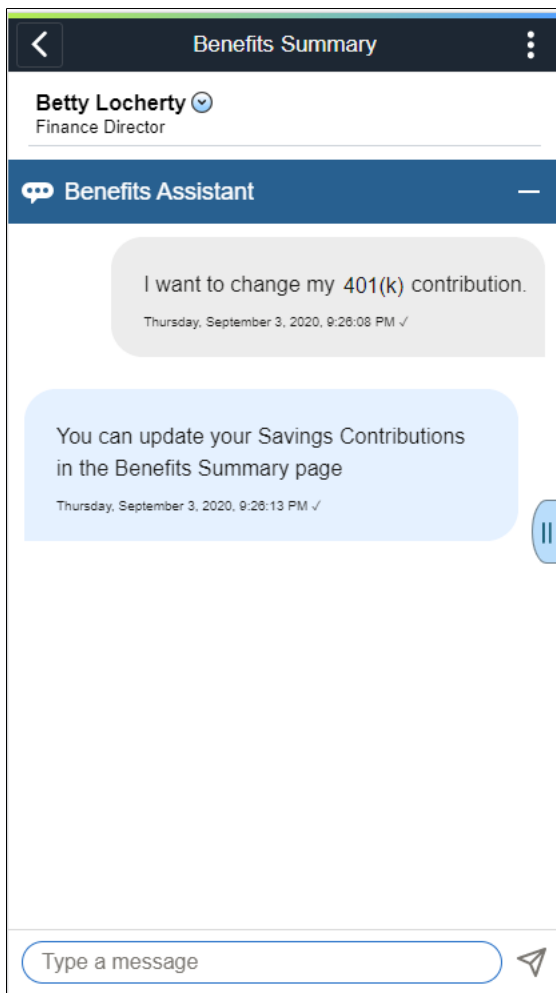 Benefits Summary
Betty Locherty
Finance Director
Benefits Assistant
I want to change my 401(k) contribution.
Thursday, September 3, 2020, 9:26:08 PM ✓
You can update your Savings Contributions
in the Benefits Summary page
Thursday, September 3, 2020, 9:26:13 PM ✓
Type a message